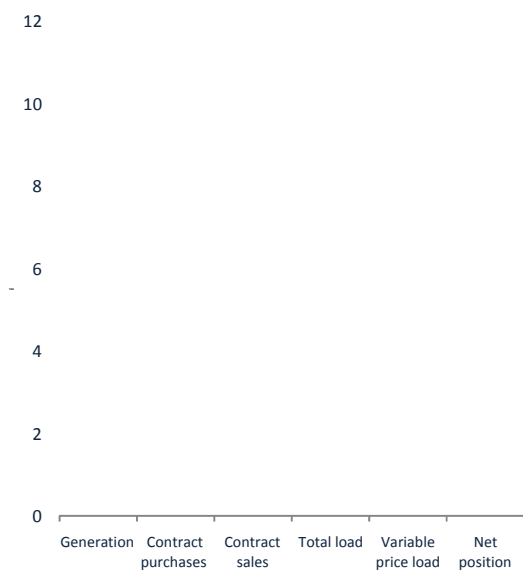 12
10
8
6
4
2
0
Generation
Contract purchases
Contract sales
Total load
Variable price load
Net position